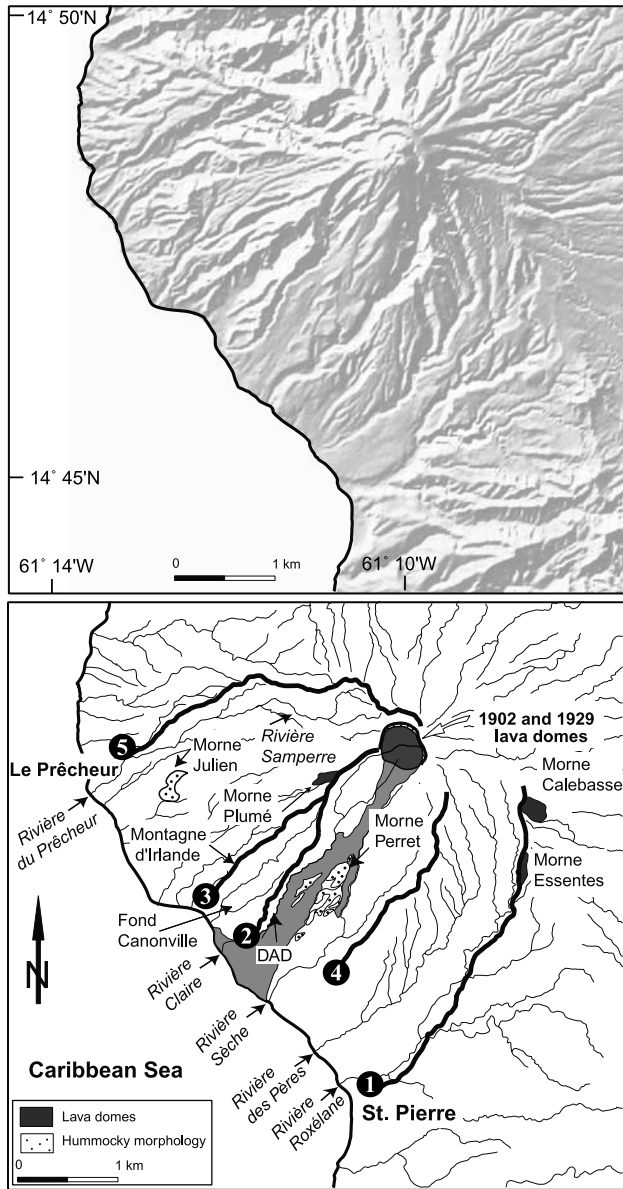 14° 50'N
14° 45'N
61° 14'W
0
1 km
61° 10'W
1902 and 1929
lava domes
5
Morne
Julien
Rivière
Samperre
Le Prêcheur
Morne
Calebasse
Rivière
du Prêcheur
Morne
Plumé
Morne
Perret
Montagne
d'Irlande
Morne
Essentes
3
Fond
Canonville
2
DAD
4
N
Rivière
Claire
Rivière
Sèche
Caribbean Sea
Rivière
des Pères
Rivière
Roxélane
1
St. Pierre
Lava domes
Hummocky morphology
0
1 km